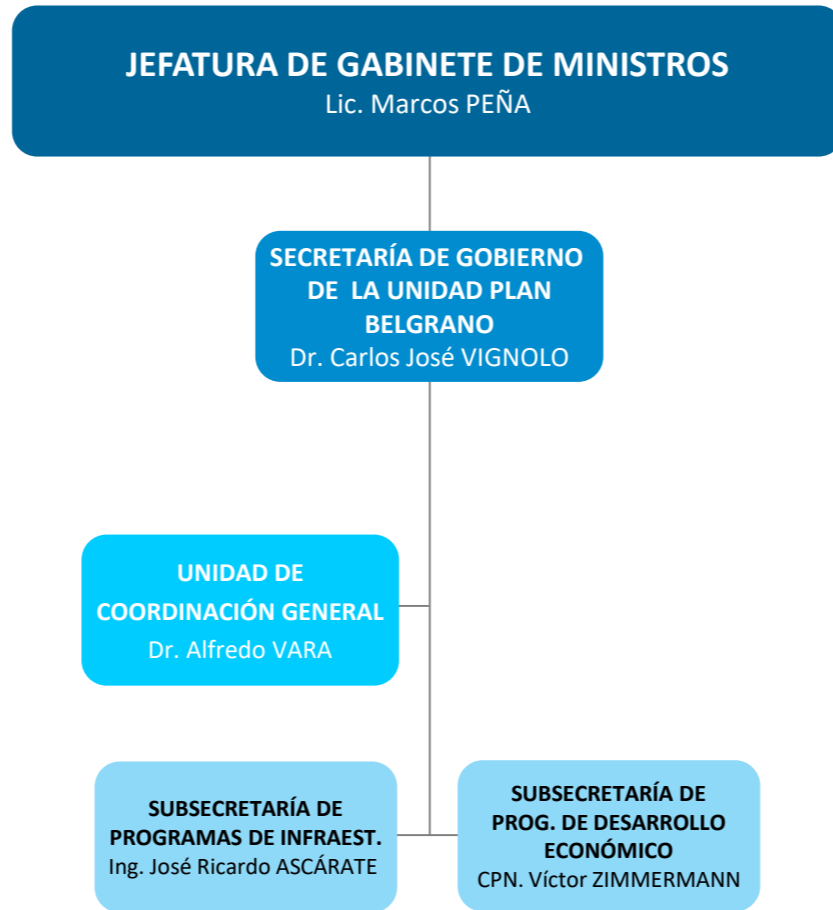 JEFATURA DE GABINETE DE MINISTROS
Lic. Marcos PEÑA
SECRETARÍA DE GOBIERNO
DE LA UNIDAD PLAN
BELGRANO
Dr. Carlos José VIGNOLO
UNIDAD DE
COORDINACIÓN GENERAL
Dr. Alfredo VARA
SUBSECRETARÍA DE
PROGRAMAS DE INFRAEST.
Ing. José Ricardo ASCÁRATE
SUBSECRETARÍA DE
PROG. DE DESARROLLO
ECONÓMICO
CPN. Víctor ZIMMERMANN